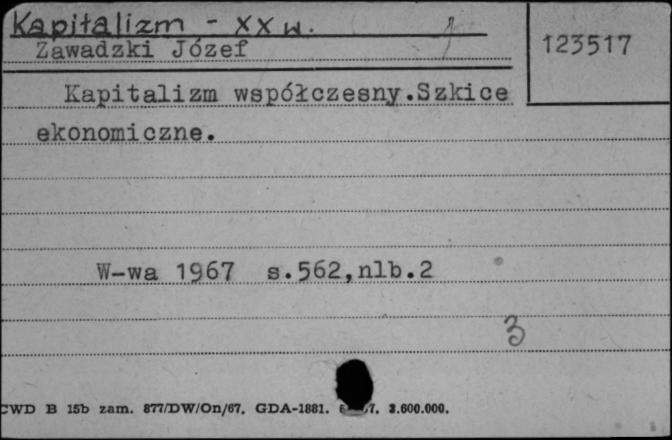 Kapitalizm - XX w.
Zawadzki Józef
123517
Kapitalizm współczesny.Szkice
ekonomiczne.
W-wa 1967 s.562,nlb.2
3
CWD B 15b zam. 877/DW/On/67. GDA-1881. 3.600.000.